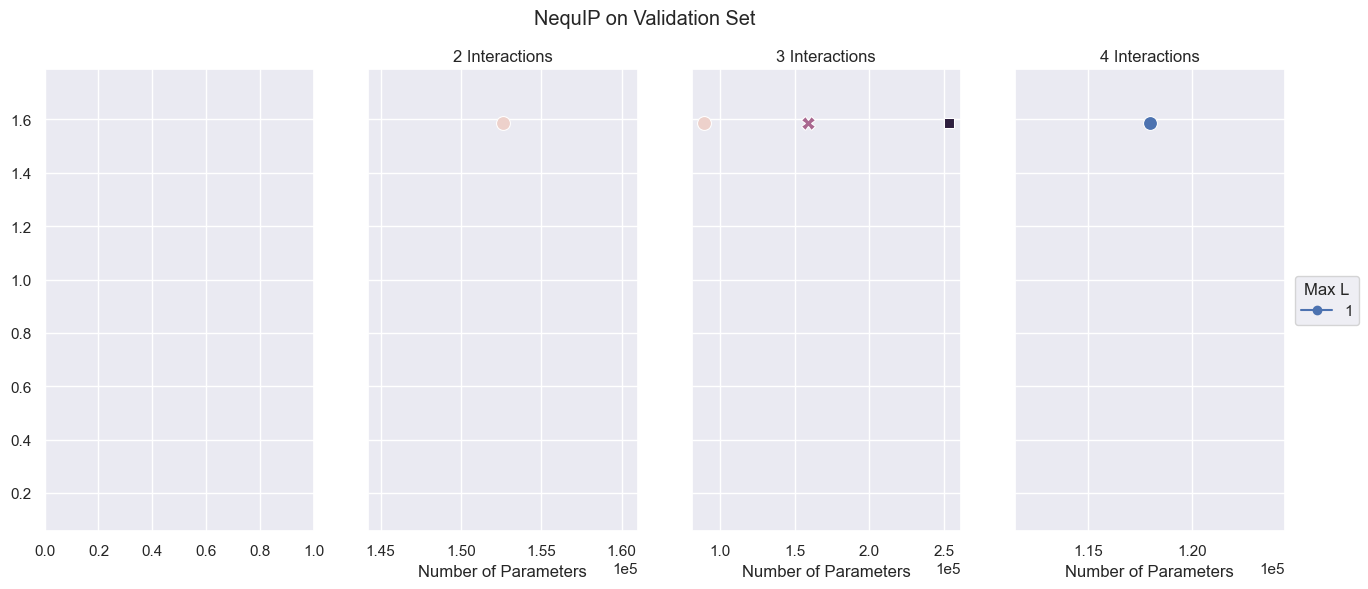 NequIP on Validation Set
2 Interactions
3 Interactions
4 Interactions
1.6
1.4
1.2
1.0
0.8
0.6
0.4
0.2
0.0 0.2 0.4 0.6 0.8 1.0
1.45 1.50 1.55 1.60
1e5
Number of Parameters
1.0 1.5 2.0 2.5
1e5
Number of Parameters
1.15 1.20
1e5
Number of Parameters
Max L
1